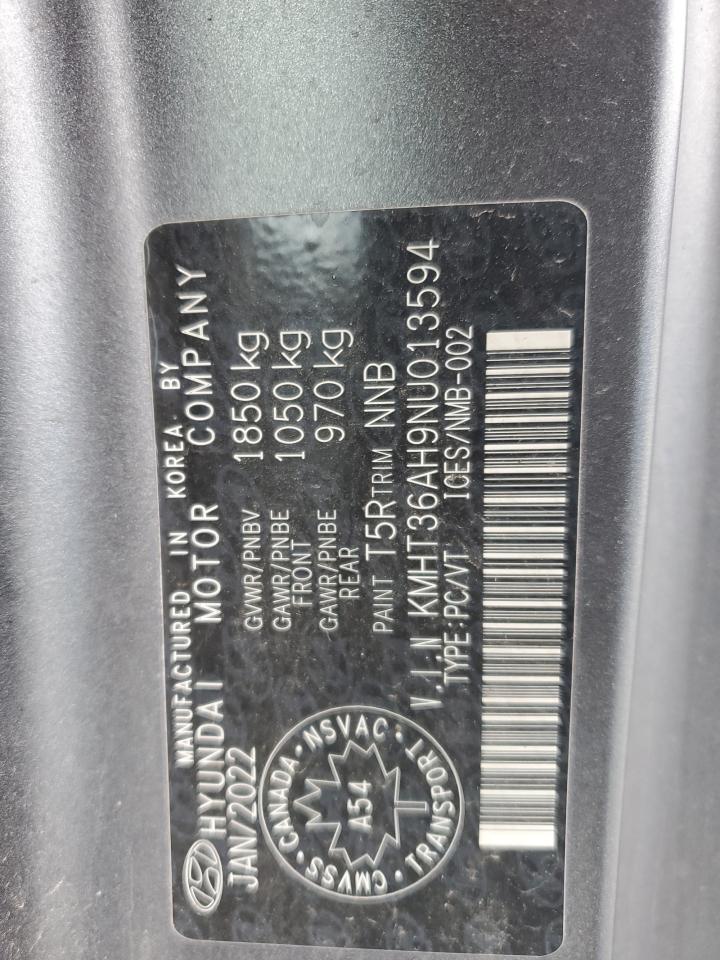 MANUFACTURED IN KOREA BY
HYUNDAI MOTOR COMPANY
JAN/2022
GVWR/PNBV 1850 kg
GAWR/PNBE FRONT 1050 kg
GAWR/PNBE REAR 970 kg
PAINT T5R TRIM NNB
V.I.N KMHT36AH9NU013594
TYPE:PC/VT ICES/NMB-002
CMVSS • CANADA • NSVAC • TRANSPORT •
A54